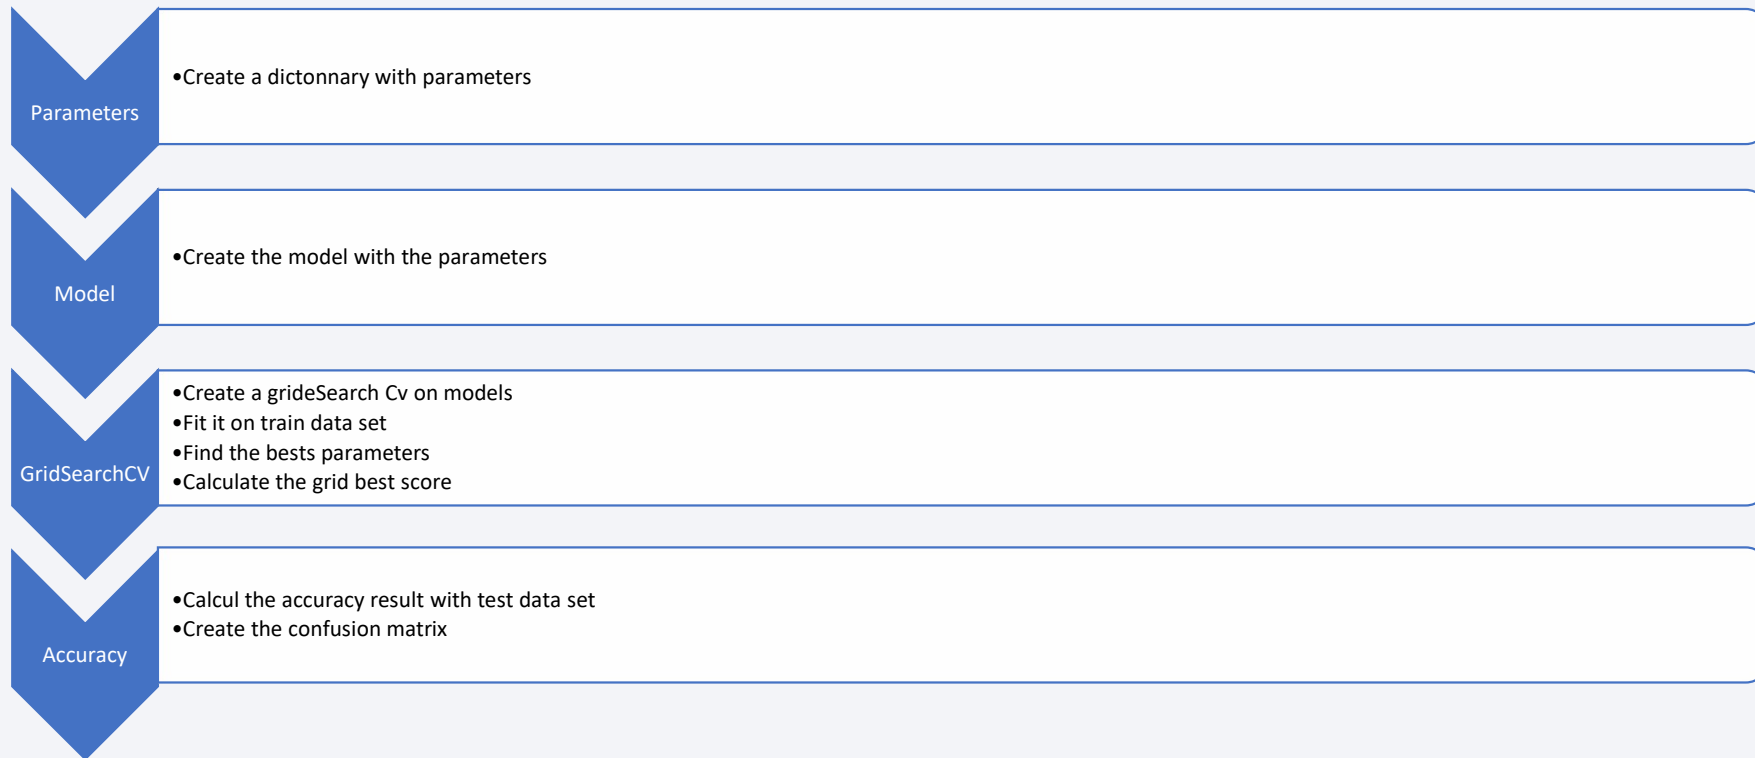 Parameters
•Create a dictonnary with parameters
Model
•Create the model with the parameters
GridSearchCV
•Create a grideSearch Cv on models
•Fit it on train data set
•Find the bests parameters
•Calculate the grid best score
Accuracy
•Calcul the accuracy result with test data set
•Create the confusion matrix